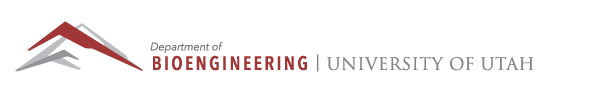 Department of
BIOENGINEERING | UNIVERSITY OF UTAH